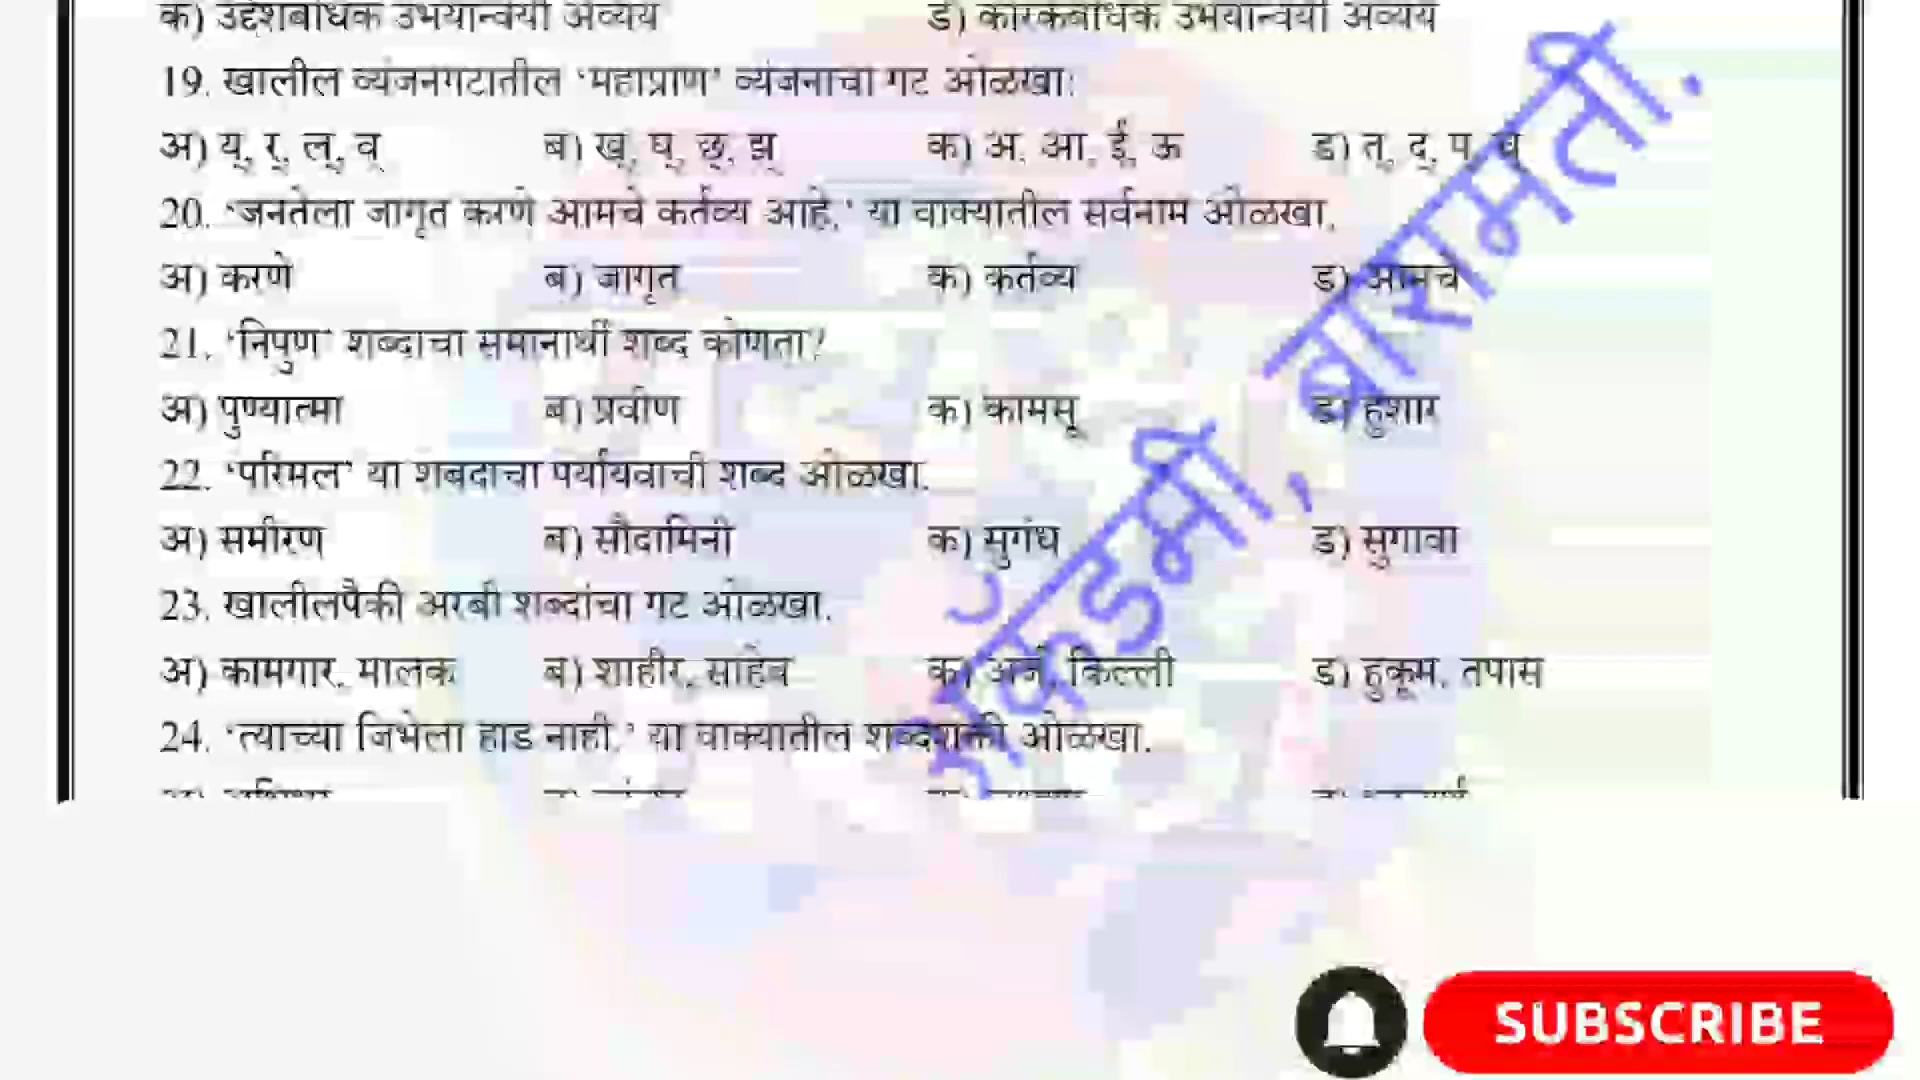 क) उद्देशबोधक उभयान्वयी अव्यय ड) कारकबोधक उभयान्वयी अव्यय
19. खालील व्यंजनगटातील ‘महाप्राण’ व्यंजनाचा गट ओळखा:
अ) य्, र्, ल्, व् ब) ख्, घ्, छ्, झ् क) अ, आ, ई, ऊ ड) त्, द्, प्,
20. ‘जनतेला जागृत करणे आमचे कर्तव्य आहे.’ या वाक्यातील सर्वनाम ओळखा.
अ) करणे ब) जागृत क) कर्तव्य ड) आमचे
21. ‘निपुण’ शब्दाचा समानार्थी शब्द कोणता?
अ) पुण्यात्मा ब) प्रवीण क) कामसू ड) हुशार
22. ‘परिमल’ या शबदाचा पर्यायवाची शब्द ओळखा.
अ) समीरण ब) सौदामिनी क) सुगंध ड) सुगावा
23. खालीलपैकी अरबी शब्दांचा गट ओळखा.
अ) कामगार, मालक ब) शाहीर, साहेब क) अर्ज, किल्ली ड) हुकूम, तपास
24. ‘त्याच्या जिभेला हाड नाही.’ या वाक्यातील शब्दशक्ती ओळखा.
अॅकॅडमी, बारामती.
SUBSCRIBE